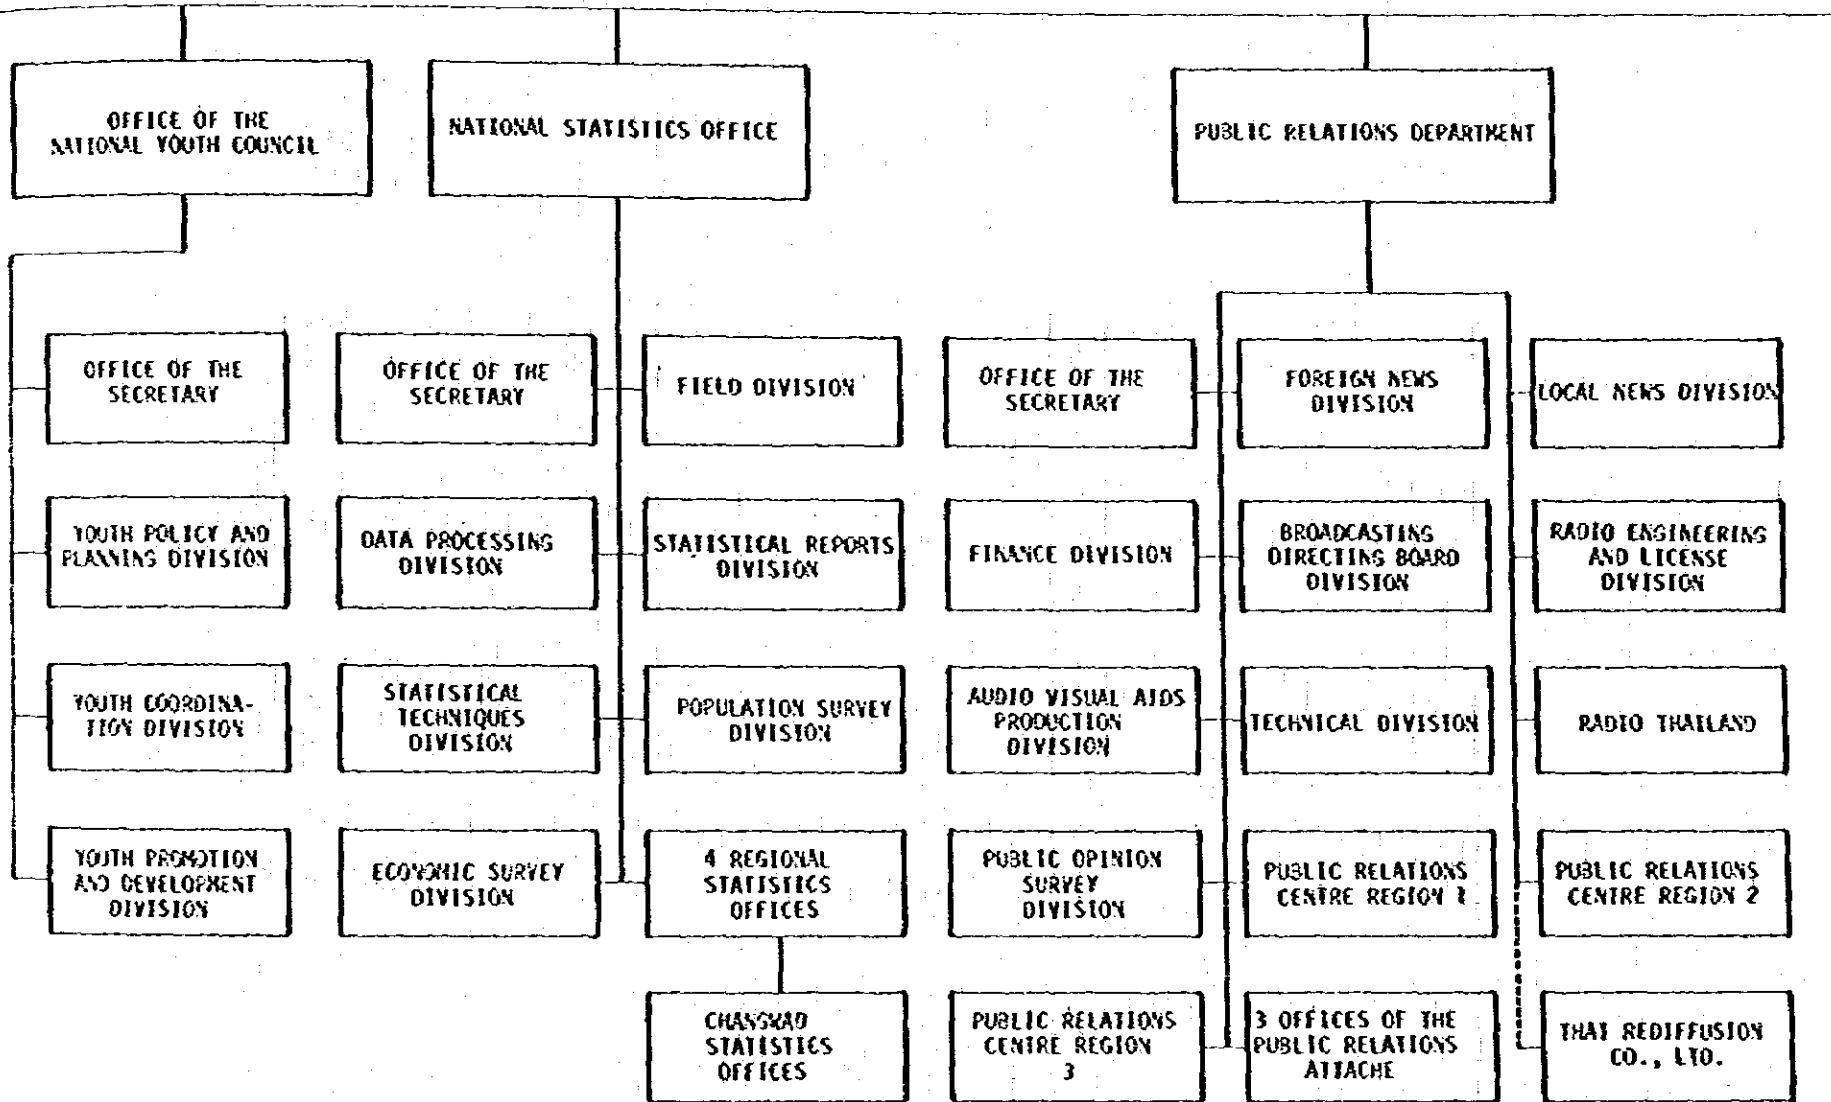 OFFICE OF THE
NATIONAL YOUTH COUNCIL
NATIONAL STATISTICS OFFICE
PUBLIC RELATIONS DEPARTMENT
OFFICE OF THE
SECRETARY
OFFICE OF THE
SECRETARY
FIELD DIVISION
OFFICE OF THE
SECRETARY
FOREIGN NEWS
DIVISION
LOCAL NEWS DIVISION
YOUTH POLICY AND
PLANNING DIVISION
DATA PROCESSING
DIVISION
STATISTICAL REPORTS
DIVISION
FINANCE DIVISION
BROADCASTING
DIRECTING BOARD
DIVISION
RADIO ENGINEERING
AND LICENSE
DIVISION
YOUTH COORDINA-
TION DIVISION
STATISTICAL
TECHNIQUES
DIVISION
POPULATION SURVEY
DIVISION
AUDIO VISUAL AIDS
PRODUCTION
DIVISION
TECHNICAL DIVISION
RADIO THAILAND
YOUTH PROMOTION
AND DEVELOPMENT
DIVISION
ECONOMIC SURVEY
DIVISION
4 REGIONAL
STATISTICS
OFFICES
PUBLIC OPINION
SURVEY
DIVISION
PUBLIC RELATIONS
CENTRE REGION 1
PUBLIC RELATIONS
CENTRE REGION 2
CHANGWAD
STATISTICS
OFFICES
PUBLIC RELATIONS
CENTRE REGION
3
3 OFFICES OF THE
PUBLIC RELATIONS
ATTACHE
THAI REDIFFUSION
CO., LTD.